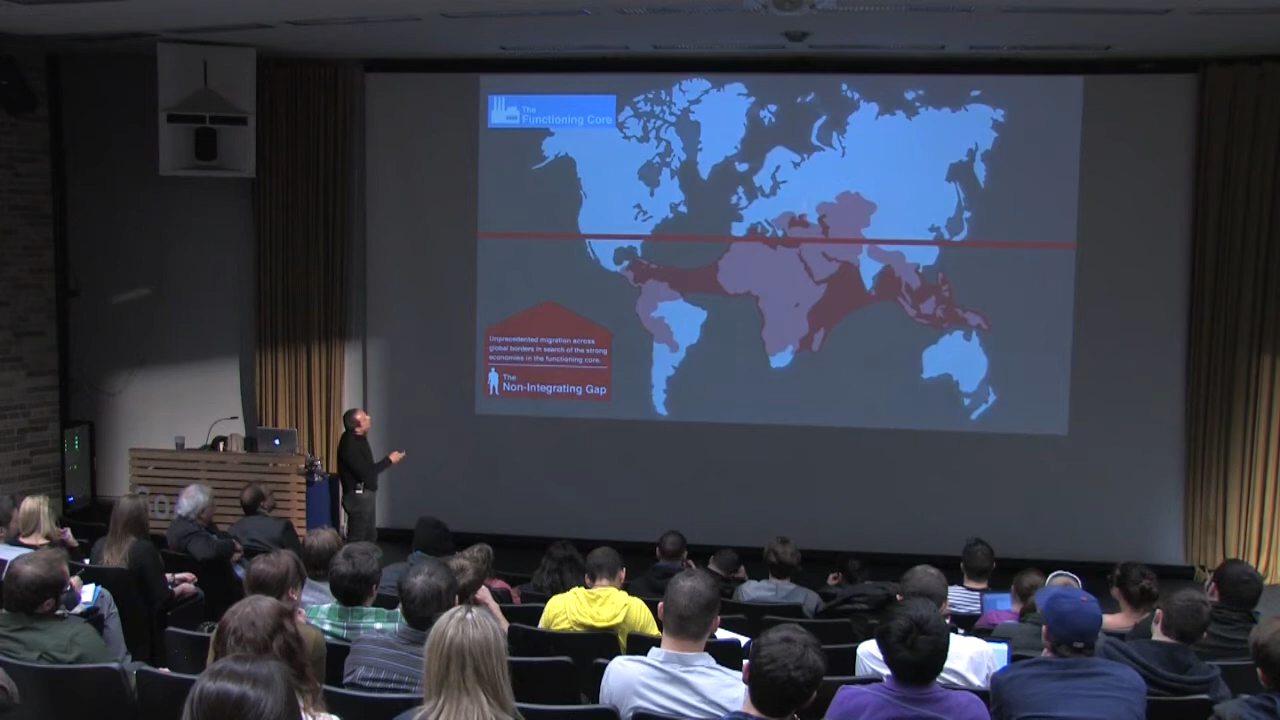 The
Functioning Core
Unprecedented migration across
global borders in search of the strong
economies in the functioning core.
The
Non-Integrating Gap